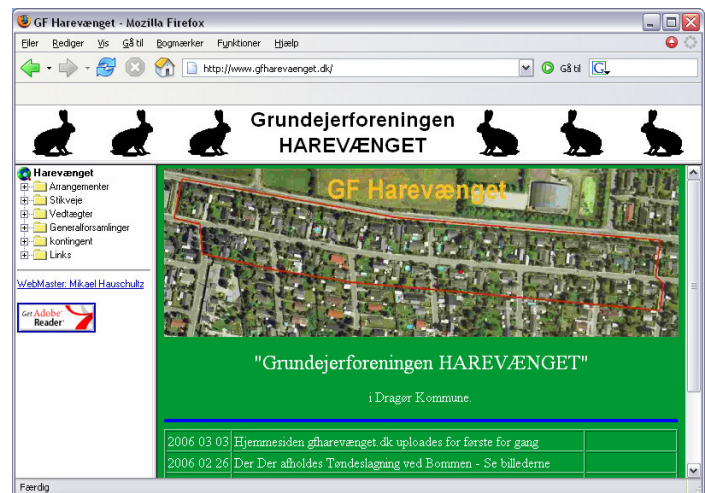 GF Harevænget - Mozilla Firefox
Filer Rediger Vis Gå til Bogmærker Funktioner Hjælp
http://www.gfharevaenget.dk/ Gå til G
Grundejerforeningen
HAREVÆNGET
Harevænget
Arrangementer
Stikveje
Vedtægter
Generalforsamlinger
kontingent
Links
WebMaster: Mikael Hauschultz
Get Adobe
Reader
GF Harevænget
"Grundejerforeningen HAREVÆNGET"
i Dragør Kommune.
2006 03 03 Hjemmesiden gfharevænget.dk uploades for første for gang
2006 02 26 Der Der afholdes Tøndeslagning ved Bommen - Se billederne
Færdig